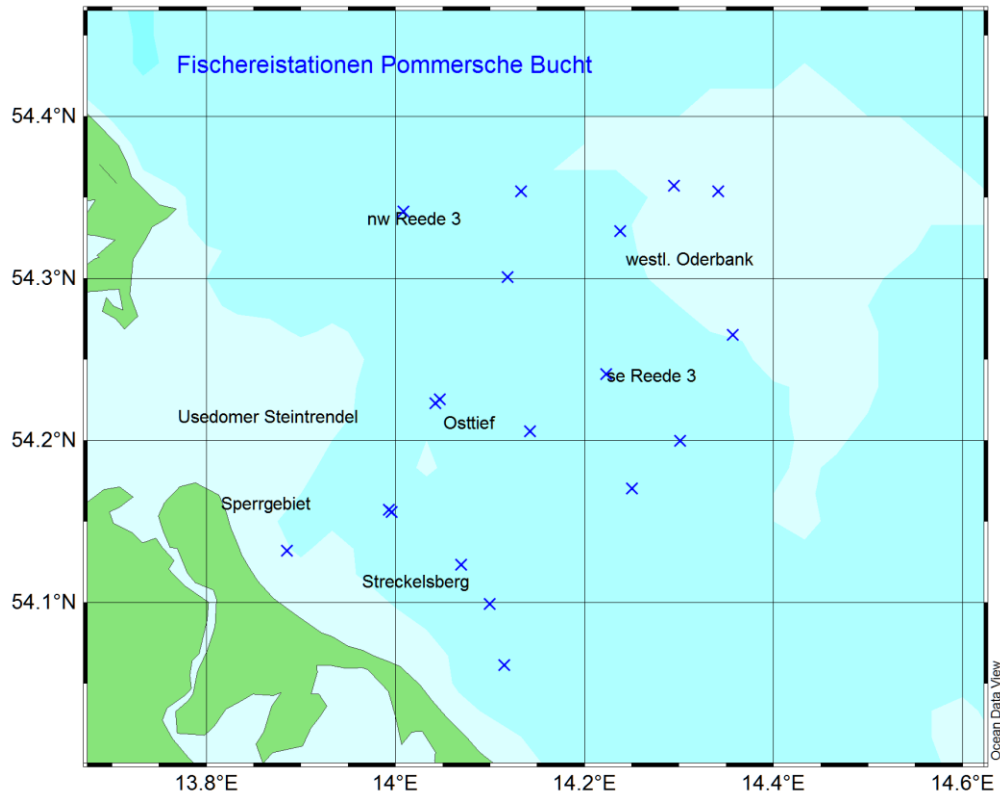 Fischereistationen Pommersche Bucht
54.4°N
nw Reede 3
westl. Oderbank
54.3°N
se Reede 3
Usedomer Steintrendel
Osttief
54.2°N
Sperrgebiet
Streckelsberg
54.1°N
Ocean Data View
13.8°E
14°E
14.2°E
14.4°E
14.6°E